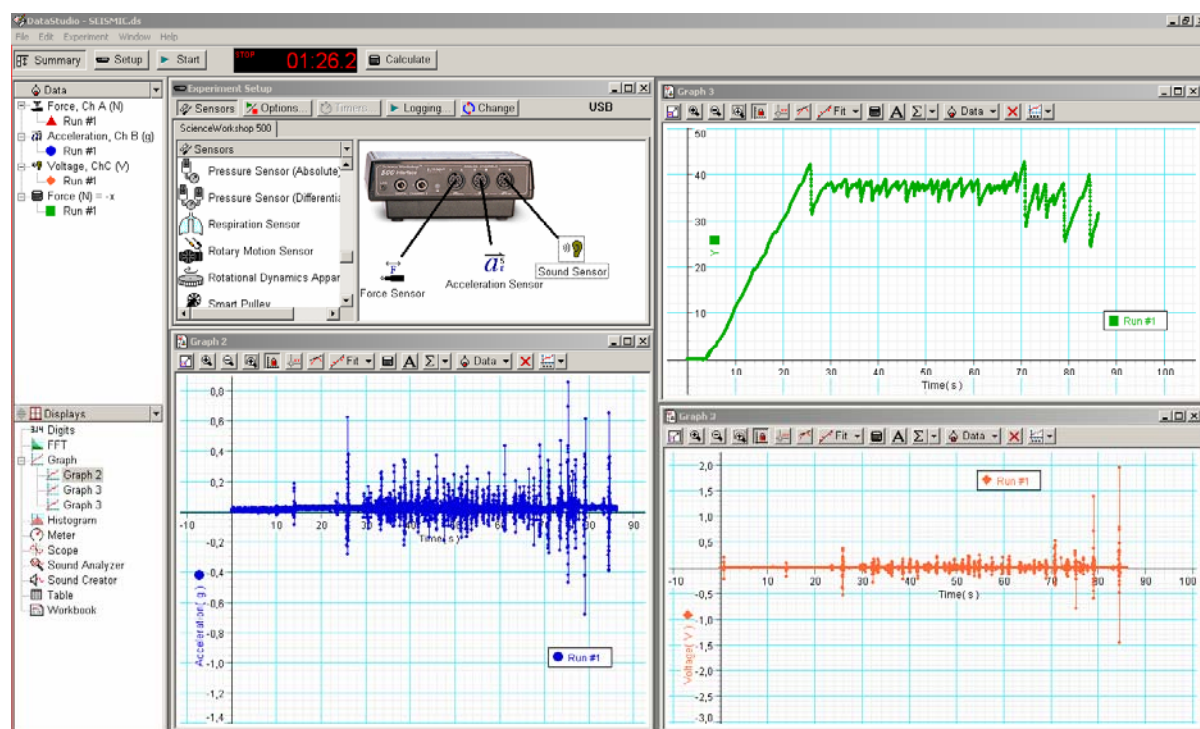 DataStudio - SEISMIC.ds
File Edit Experiment Window Help
Summary Setup Start STOP 01:26.2 Calculate
Data
Force, Ch A (N)
Run #1
Acceleration, Ch B (g)
Run #1
Voltage, ChC (V)
Run #1
Force (N) = -x
Run #1
Displays
3.14 Digits
FFT
Graph
Graph 2
Graph 3
Graph 3
Histogram
Meter
Scope
Sound Analyzer
Sound Creator
Table
Workbook
Experiment Setup
Sensors Options... Timers... Logging... Change USB
ScienceWorkshop 500
Sensors
Pressure Sensor (Absolute)
Pressure Sensor (Differentia
Respiration Sensor
Rotary Motion Sensor
Rotational Dynamics Appar
Smart Pulley
500 Interface
Force Sensor
Acceleration Sensor
Sound Sensor
Graph 2
Fit A Σ Data
0,8
0,6
0,4
0,2
-10 10 20 30 40 50 60 70 80 90
Time( s )
-0,2
-0,4
-0,6
-0,8
-1,0
-1,2
-1,4
Acceleration( g )
Run #1
Graph 3
Fit A Σ Data
50
40
30
20
10
Y
Run #1
10 20 30 40 50 60 70 80 90 100
Time( s )
Graph 3
Fit A Σ Data
2,0
1,5
1,0
0,5
Run #1
-10 10 20 30 40 50 60 70 80 90 100
Time( s )
-0,5
-1,0
-1,5
-2,0
-2,5
-3,0
Voltage( V )